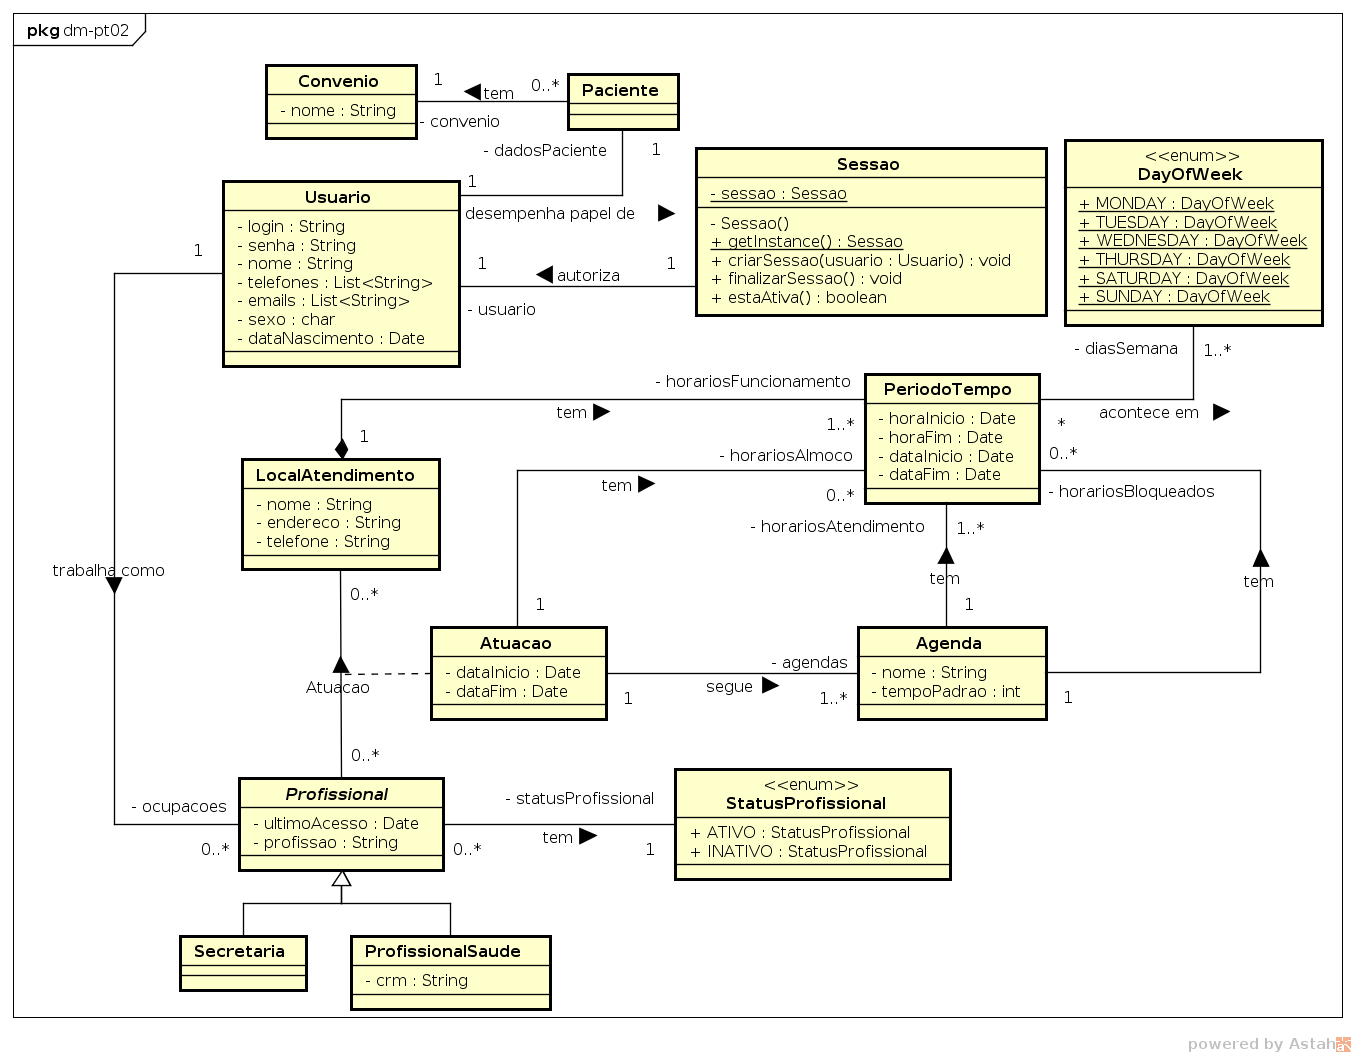 pkg dm-pt02
Convenio
- nome : String
1
tem
0..*
- convenio
Paciente
- dadosPaciente
1
1
desempenha papel de
Usuario
- login : String
- senha : String
- nome : String
- telefones : List<String>
- emails : List<String>
- sexo : char
- dataNascimento : Date
1
1
autoriza
1
- usuario
Sessao
- sessao : Sessao
- Sessao()
+ getInstance() : Sessao
+ criarSessao(usuario : Usuario) : void
+ finalizarSessao() : void
+ estaAtiva() : boolean
<<enum>>
DayOfWeek
+ MONDAY : DayOfWeek
+ TUESDAY : DayOfWeek
+ WEDNESDAY : DayOfWeek
+ THURSDAY : DayOfWeek
+ SATURDAY : DayOfWeek
+ SUNDAY : DayOfWeek
- diasSemana
1..*
acontece em
*
PeriodoTempo
- horaInicio : Date
- horaFim : Date
- dataInicio : Date
- dataFim : Date
- horariosFuncionamento
tem
1..*
1
- horariosAlmoco
tem
0..*
0..*
- horariosBloqueados
- horariosAtendimento
1..*
tem
tem
1
1
LocalAtendimento
- nome : String
- endereco : String
- telefone : String
trabalha como
0..*
Atuacao
0..*
Atuacao
- dataInicio : Date
- dataFim : Date
- agendas
segue
1
1..*
Agenda
- nome : String
- tempoPadrao : int
1
- ocupacoes
0..*
Profissional
- ultimoAcesso : Date
- profissao : String
- statusProfissional
tem
0..*
1
<<enum>>
StatusProfissional
+ ATIVO : StatusProfissional
+ INATIVO : StatusProfissional
Secretaria
ProfissionalSaude
- crm : String
powered by Astah